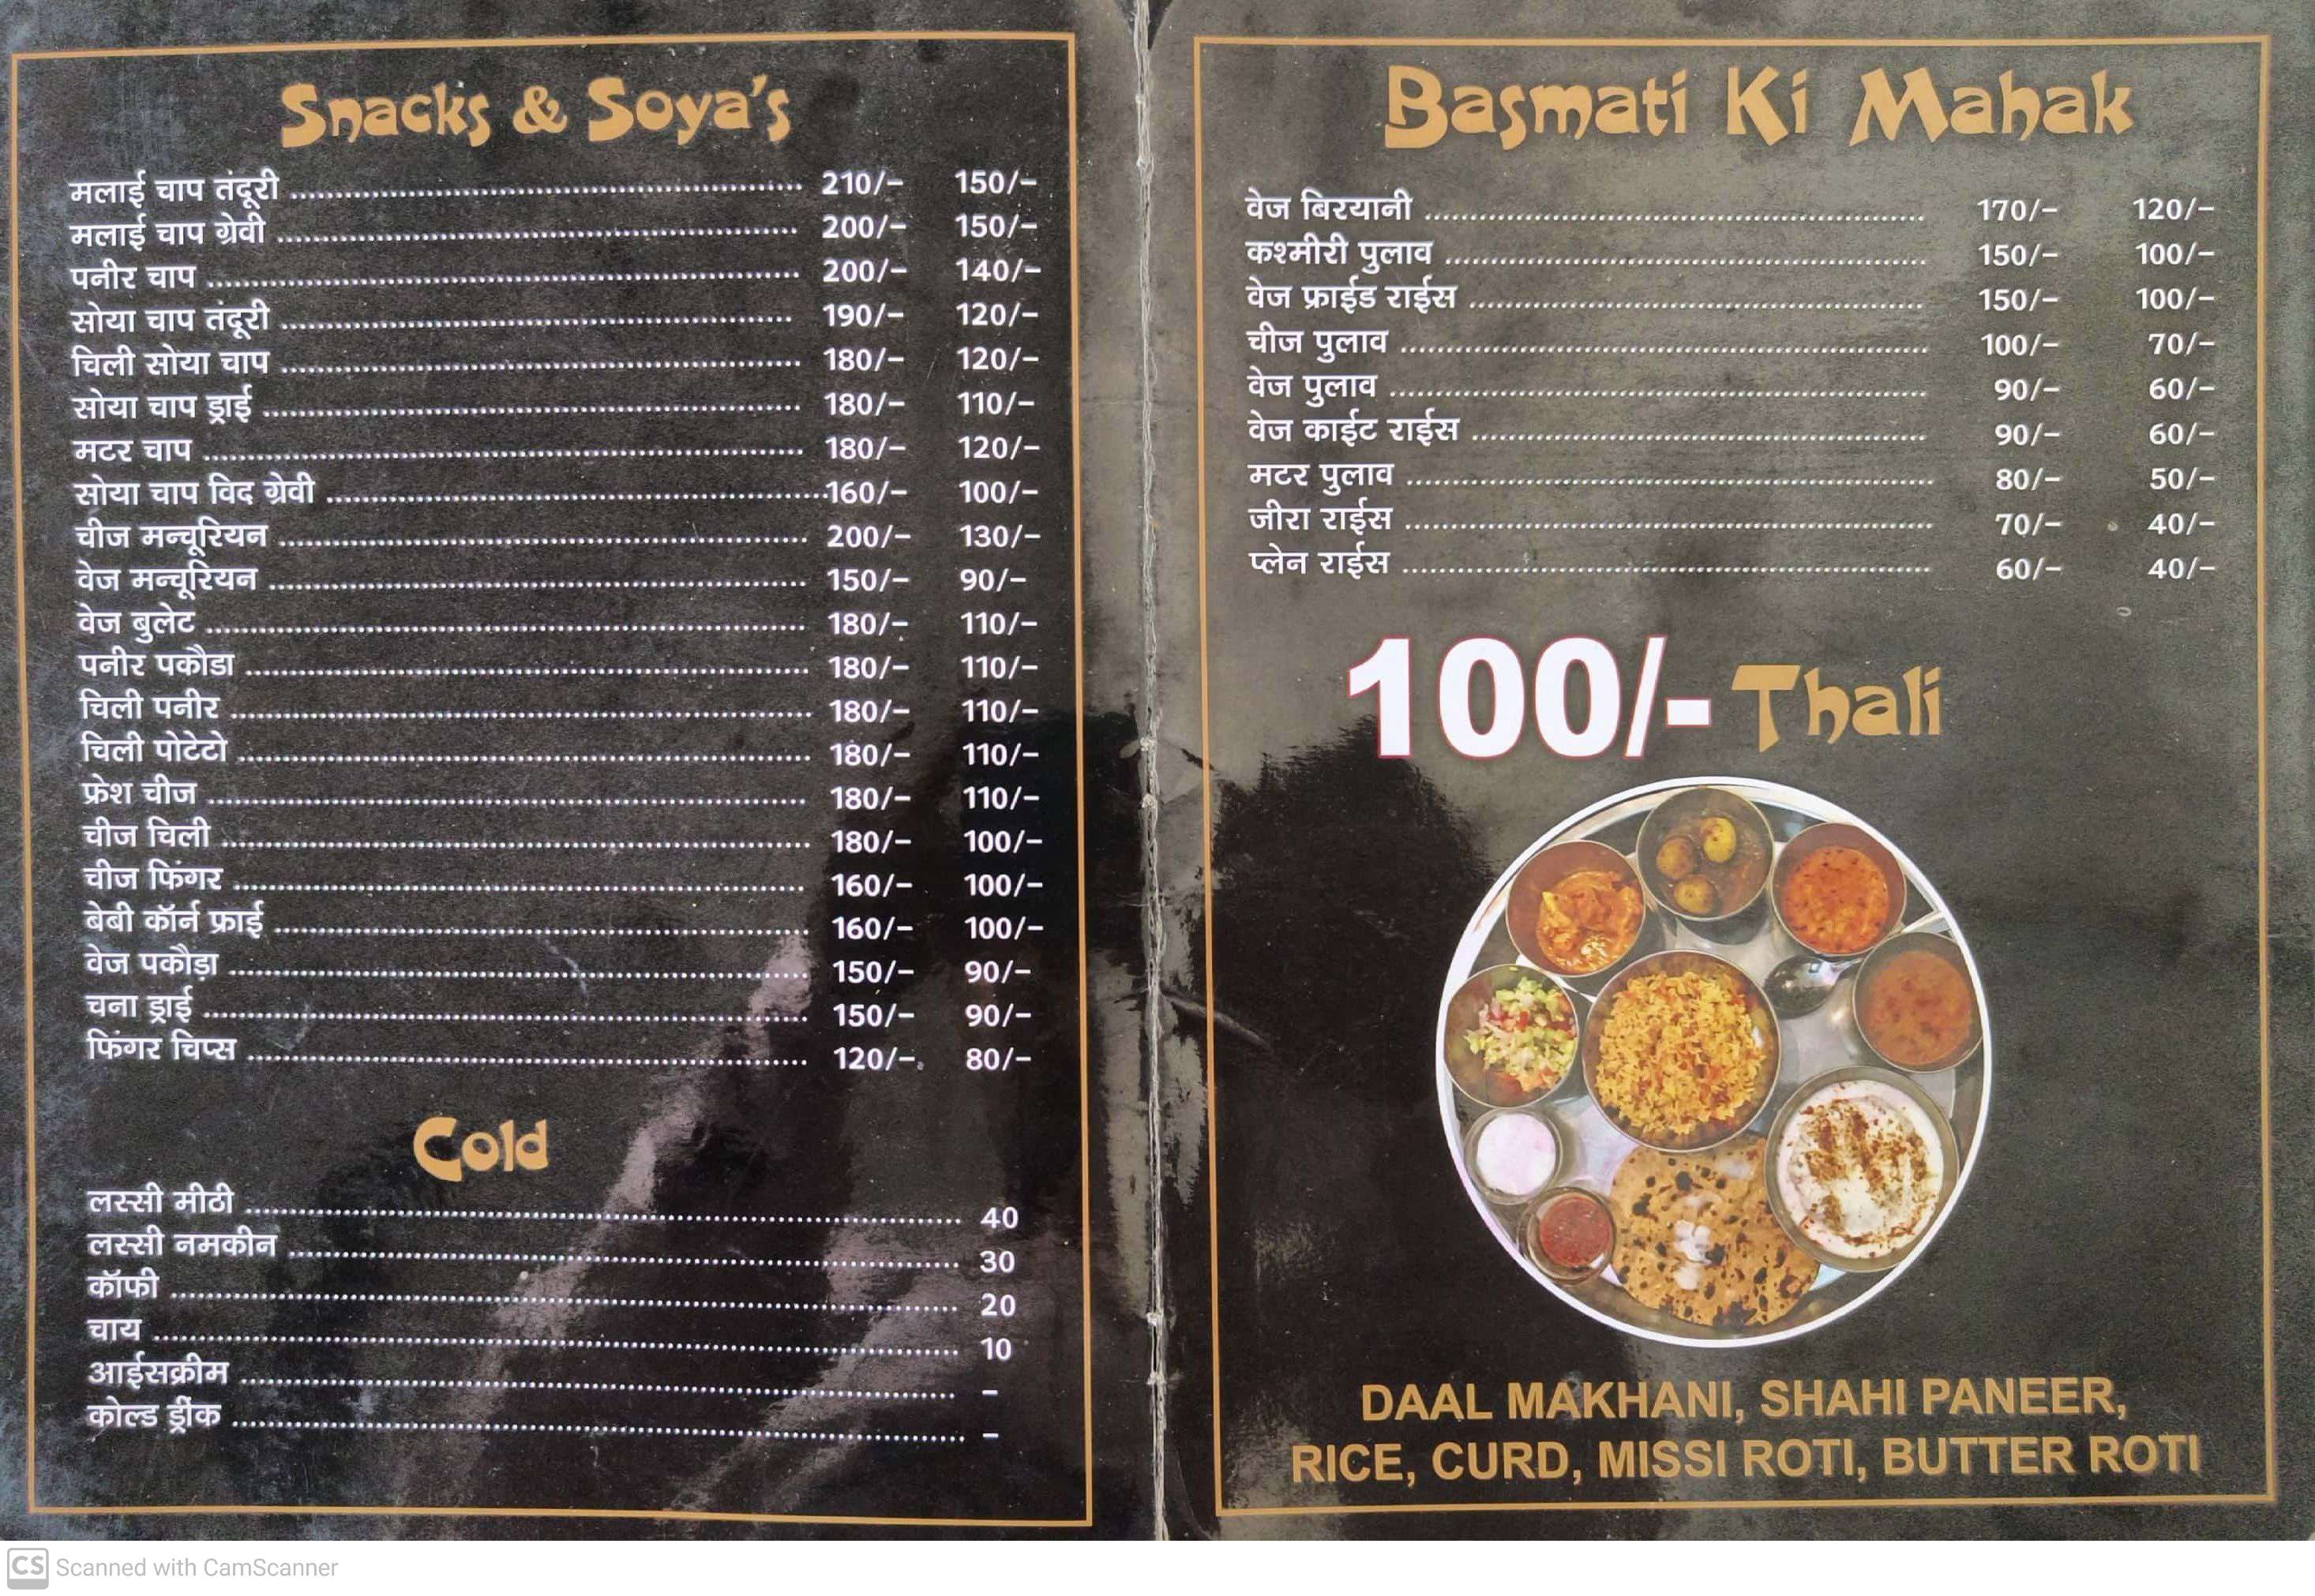 Snacks & Soya's
मलाई चाप तंदूरी 210/- 150/-
मलाई चाप ग्रेवी 200/- 150/-
पनीर चाप 200/- 140/-
सोया चाप तंदूरी 190/- 120/-
चिली सोया चाप 180/- 120/-
सोया चाप ड्राई 180/- 110/-
मटर चाप 180/- 120/-
सोया चाप विद ग्रेवी 160/- 100/-
चीज मन्चूरियन 200/- 130/-
वेज मन्चूरियन 150/- 90/-
वेज बुलेट 180/- 110/-
पनीर पकौडा 180/- 110/-
चिली पनीर 180/- 110/-
चिली पोटेटो 180/- 110/-
फ्रेश चीज 180/- 110/-
चीज चिली 180/- 100/-
चीज फिंगर 160/- 100/-
बेबी कॉर्न फ्राई 160/- 100/-
वेज पकौड़ा 150/- 90/-
चना ड्राई 150/- 90/-
फिंगर चिप्स 120/- 80/-
Cold
लस्सी मीठी 40
लस्सी नमकीन 30
कॉफी 20
चाय 10
आईसक्रीम -
कोल्ड ड्रींक -
Basmati Ki Mahak
वेज बिरयानी 170/- 120/-
कश्मीरी पुलाव 150/- 100/-
वेज फ्राईड राईस 150/- 100/-
चीज पुलाव 100/- 70/-
वेज पुलाव 90/- 60/-
वेज काईट राईस 90/- 60/-
मटर पुलाव 80/- 50/-
जीरा राईस 70/- 40/-
प्लेन राईस 60/- 40/-
100/- Thali
DAAL MAKHANI, SHAHI PANEER,
RICE, CURD, MISSI ROTI, BUTTER ROTI
CS Scanned with CamScanner